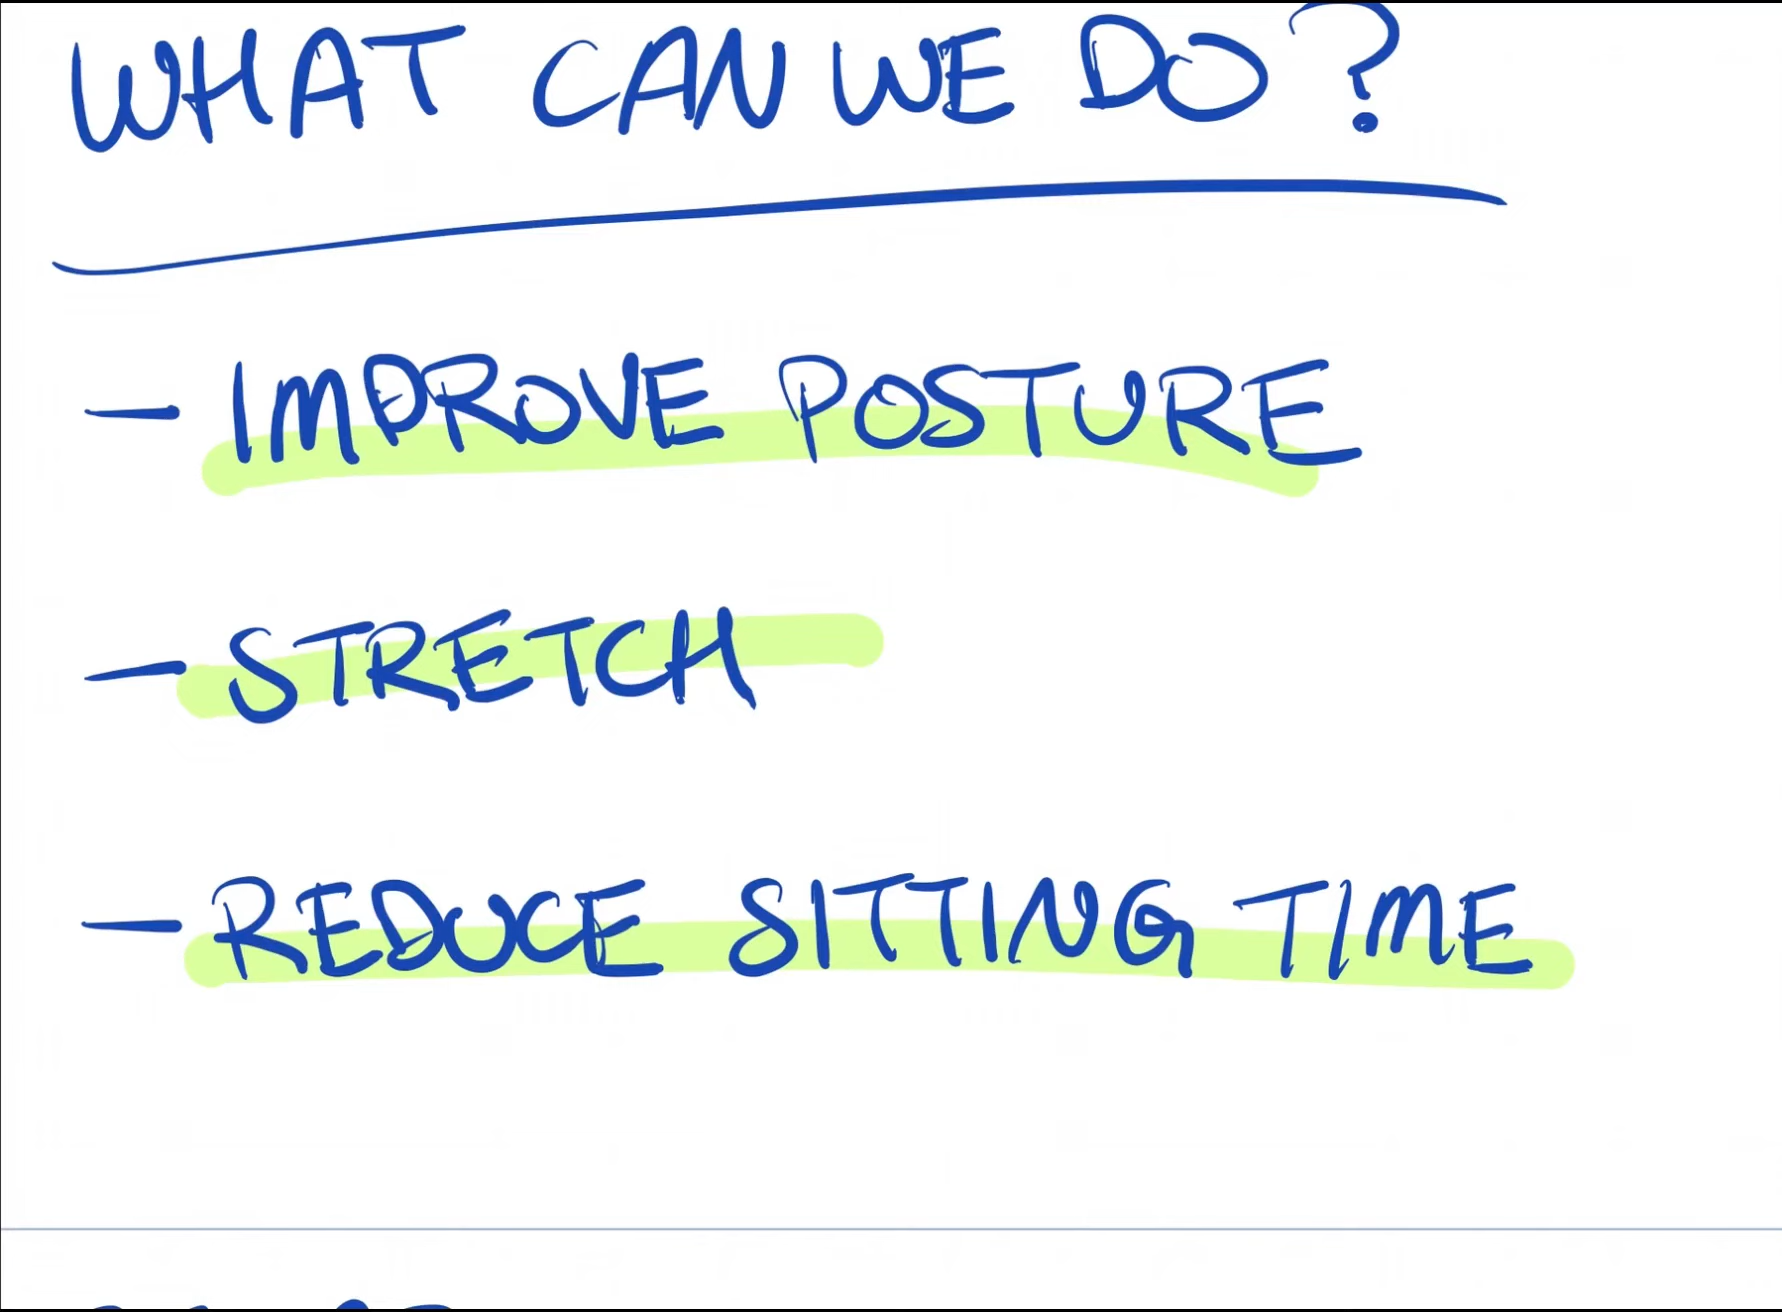 WHAT CAN WE DO?
- IMPROVE POSTURE
- STRETCH
- REDUCE SITTING TIME